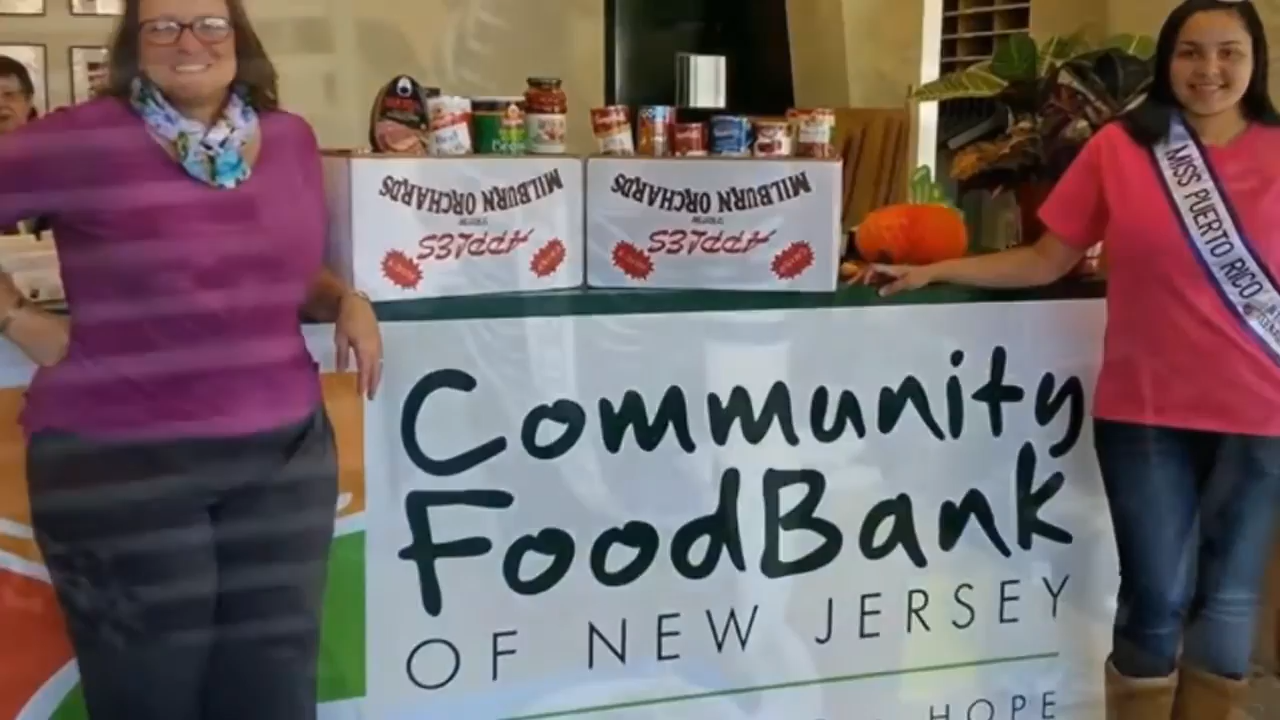 MILBURN ORCHARDS
APPLES
MILBURN ORCHARDS
APPLES
MISS PUERTO RICO
Community
FoodBank
OF NEW JERSEY
HOPE